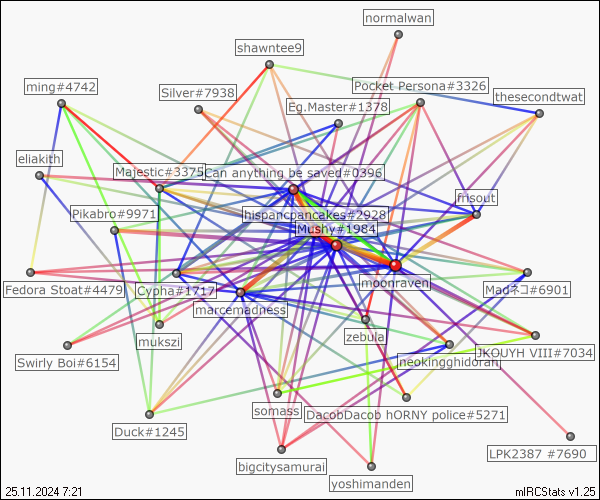 normalwan
shawntee9
ming#4742
Silver#7938
Pocket Persona#3326
thesecondtwat
Eg.Master#1378
eliakith
Majestic#3375
Can anything be saved#0396
frisout
Pikabro#9971
hispancpancakes#2928
Mushy#1984
moonraven
Fedora Stoat#4479
Cypha#1717
Madネコ#6901
marcemadness
mukszi
zebula
Swirly Boi#6154
neokingghidorah
JKOUYH VIII#7034
somass
DacobDacob hORNY police#5271
Duck#1245
LPK2387 #7690
bigcitysamurai
yoshimanden
25.11.2024 7:21
mIRCStats v1.25